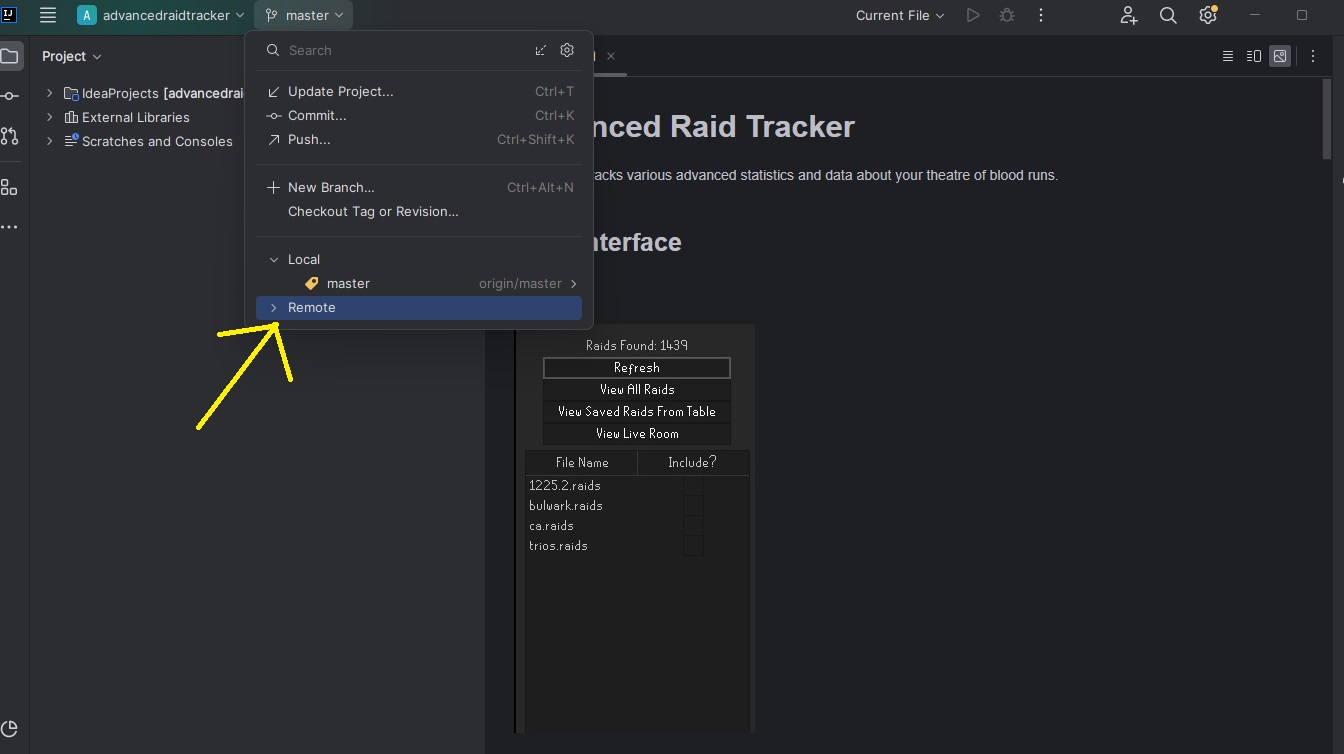 IJ
A advancedraidtracker
master
Current File
Project
IdeaProjects [advancedrai
External Libraries
Scratches and Consoles
Search
Update Project... Ctrl+T
Commit... Ctrl+K
Push... Ctrl+Shift+K
New Branch... Ctrl+Alt+N
Checkout Tag or Revision...
Local
master origin/master
Remote
nced Raid Tracker
acks various advanced statistics and data about your theatre of blood runs.
nterface
Raids Found: 1439
Refresh
View All Raids
View Saved Raids From Table
View Live Room
File Name Include?
1225.2.raids
bulwark.raids
ca.raids
trios.raids